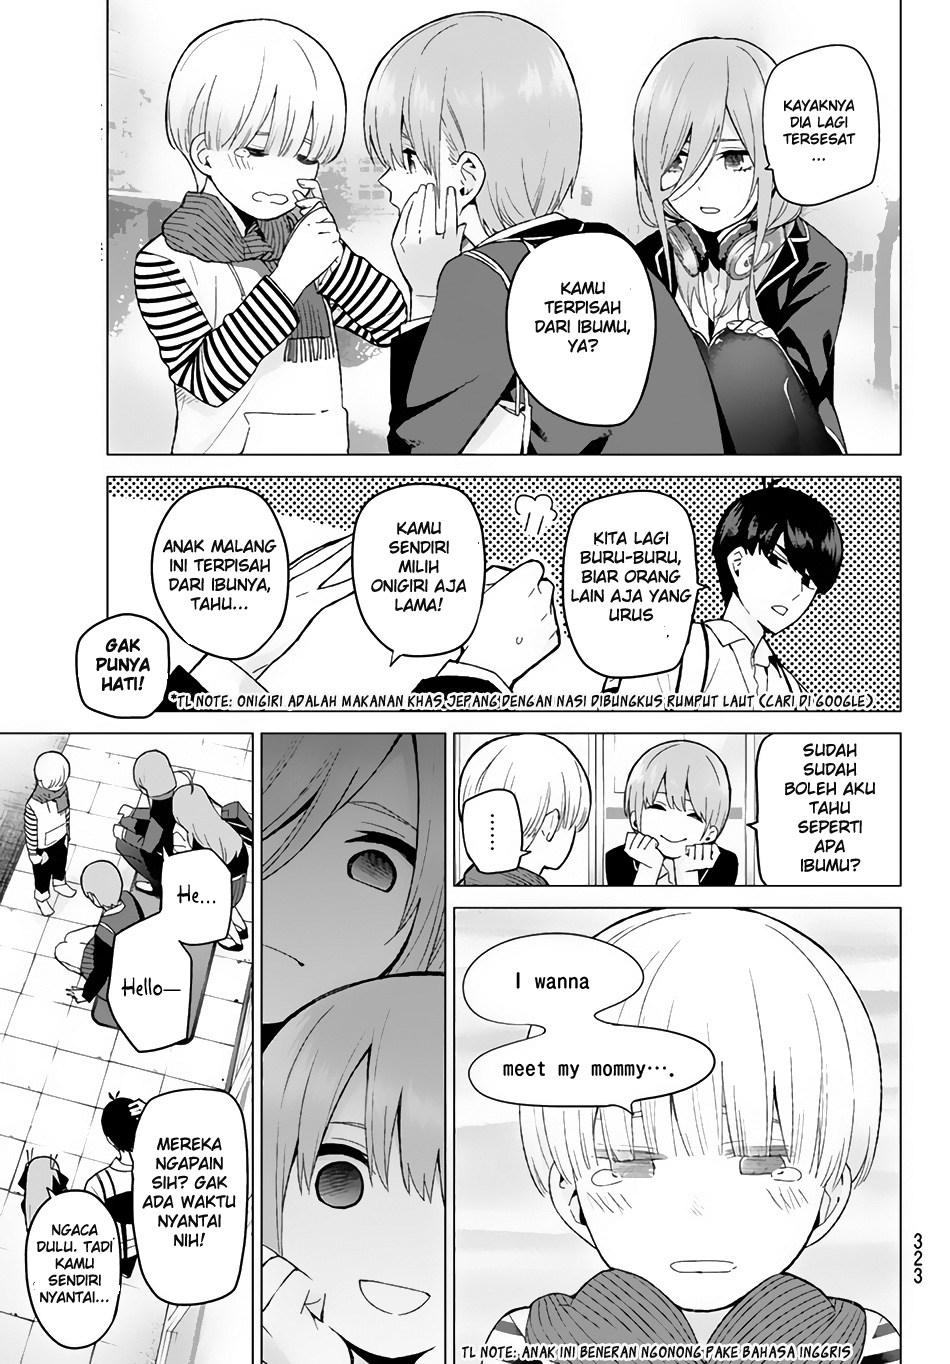 KAYAKNYA
DIA LAGI
TERSESAT
...
KAMU
TERPISAH
DARI IBUMU,
YA?
KITA LAGI
BURU-BURU,
BIAR ORANG
LAIN AJA YANG
URUS
KAMU
SENDIRI
MILIH
ONIGIRI AJA
LAMA!
ANAK MALANG
INI TERPISAH
DARI IBUNYA,
TAHU...
GAK
PUNYA
HATI!
*TL NOTE: ONIGIRI ADALAH MAKANAN KHAS JEPANG DENGAN NASI DIBUNGKUS RUMPUT LAUT (CARI DI GOOGLE)
SUDAH
SUDAH
BOLEH AKU
TAHU
SEPERTI
APA
IBUMU?
......
I wanna
meet my mommy….
TL NOTE: ANAK INI BENERAN NGONONG PAKE BAHASA INGGRIS
He...
Hello—
MEREKA
NGAPAIN
SIH? GAK
ADA WAKTU
NYANTAI
NIH!
NGACA
DULU. TADI
KAMU
SENDIRI
NYANTAI...
323